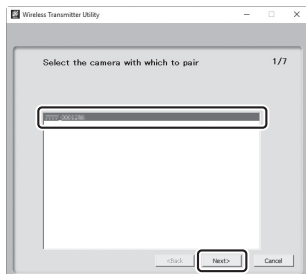 Wireless Transmitter Utility
Select the camera with which to pair
1/7
<Back
Next>
Cancel